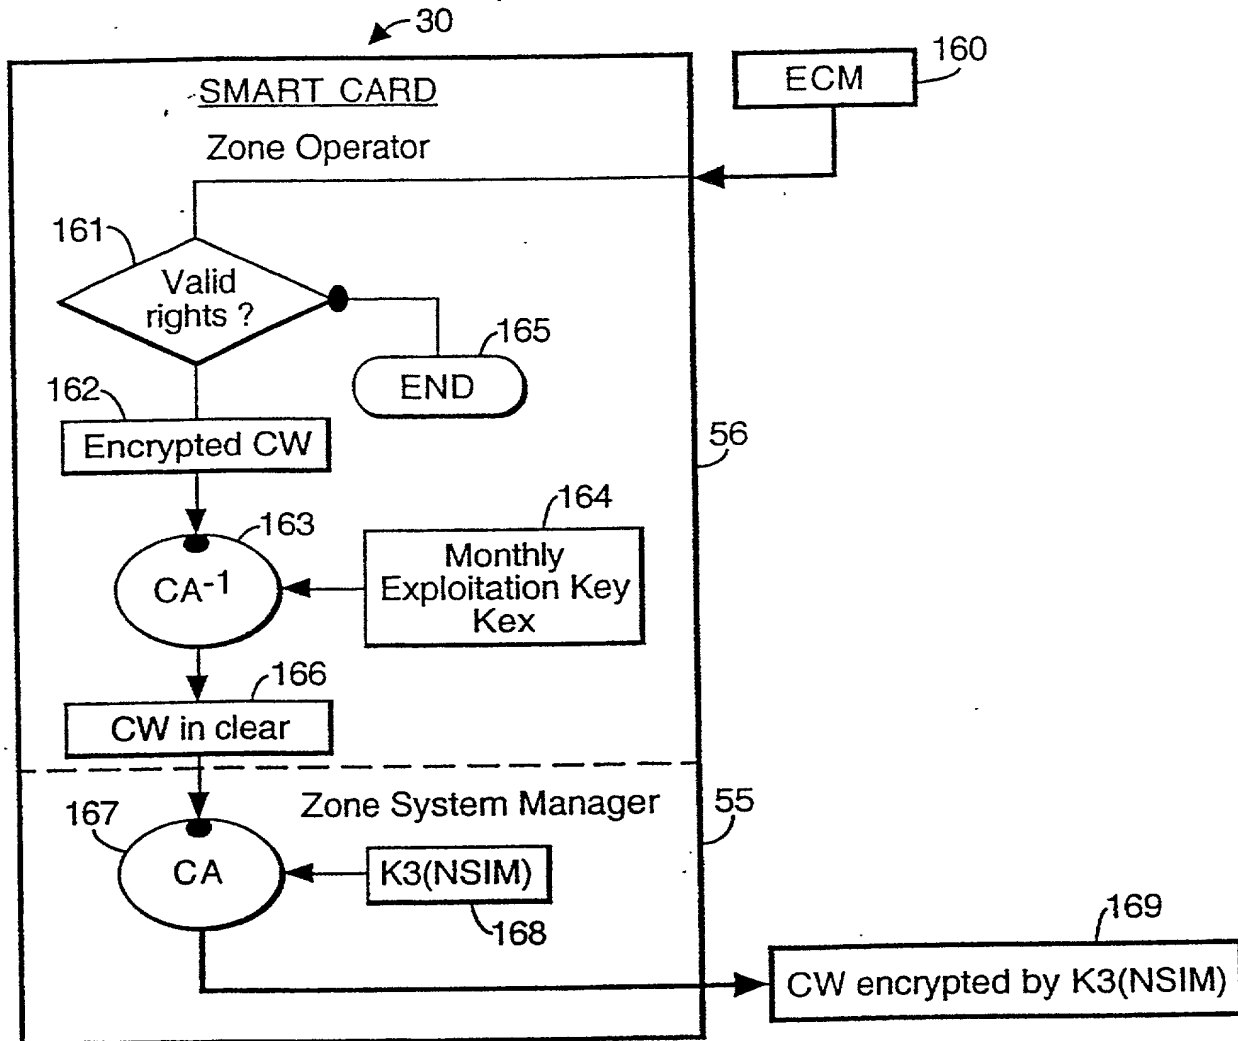 30
SMART CARD
ECM
160
Zone Operator
161
Valid
rights ?
165
END
162
Encrypted CW
56
163
164
CA-1
Monthly
Exploitation Key
Kex
166
CW in clear
Zone System Manager
55
167
CA
K3(NSIM)
168
169
CW encrypted by K3(NSIM)